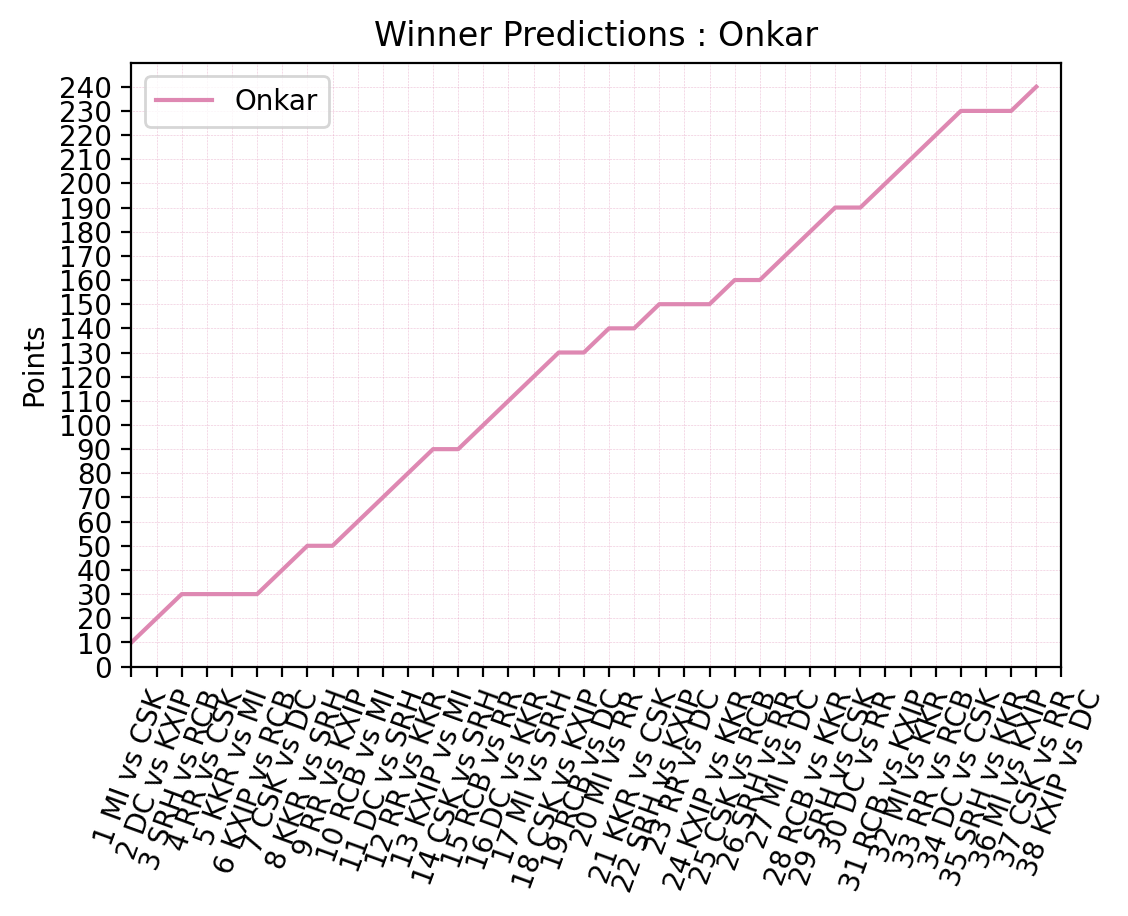 Winner Predictions : Onkar
Onkar
Points
240
230
220
210
200
190
180
170
160
150
140
130
120
110
100
90
80
70
60
50
40
30
20
10
0
1 MI vs CSK
2 DC vs KXIP
3 SRH vs RCB
4 RR vs CSK
5 KKR vs MI
6 KXIP vs RCB
7 CSK vs DC
8 KKR vs SRH
9 RR vs KXIP
10 RCB vs MI
11 DC vs SRH
12 RR vs KKR
13 KXIP vs MI
14 CSK vs SRH
15 RCB vs RR
16 DC vs KKR
17 MI vs SRH
18 CSK vs KXIP
19 RCB vs DC
20 MI vs RR
21 KKR vs CSK
22 SRH vs KXIP
23 RR vs DC
24 KXIP vs KKR
25 CSK vs RCB
26 SRH vs RR
27 MI vs DC
28 RCB vs KKR
29 SRH vs CSK
30 DC vs RR
31 RCB vs KXIP
32 MI vs KKR
33 RR vs RCB
34 DC vs CSK
35 SRH vs KKR
36 MI vs KXIP
37 CSK vs RR
38 KXIP vs DC